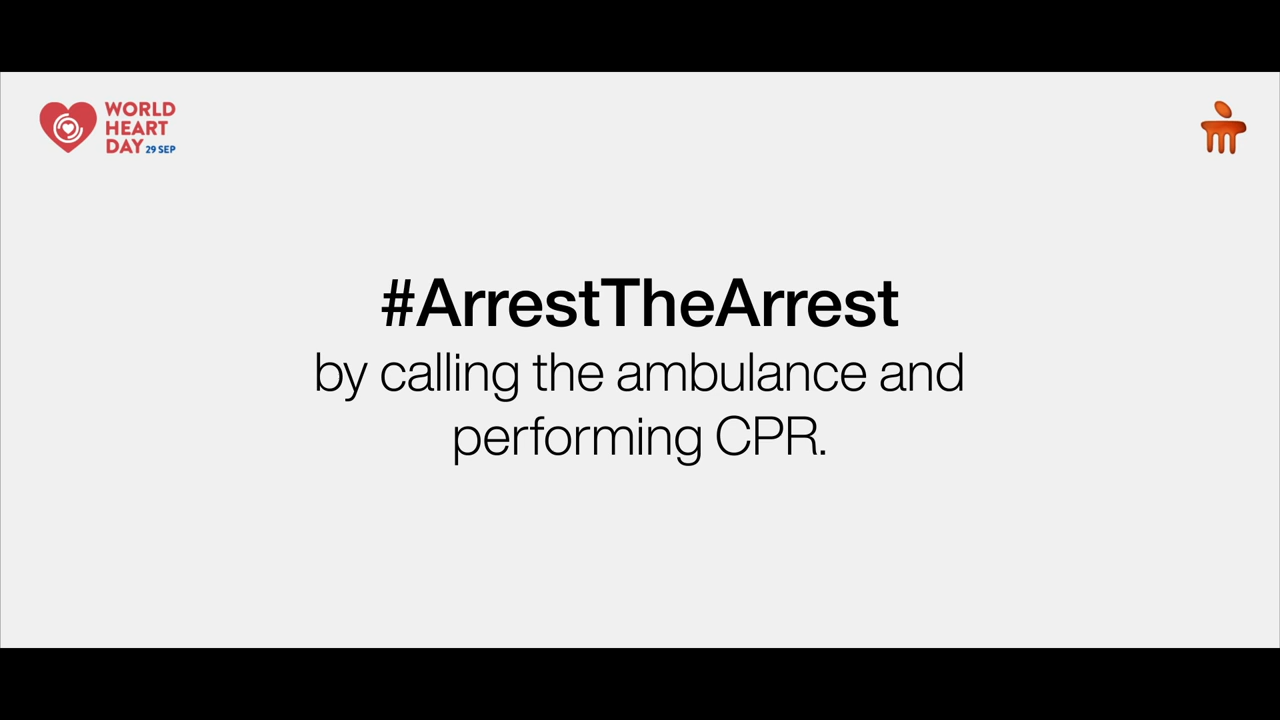 WORLD
HEART
DAY 29 SEP
#ArrestTheArrest
by calling the ambulance and
performing CPR.